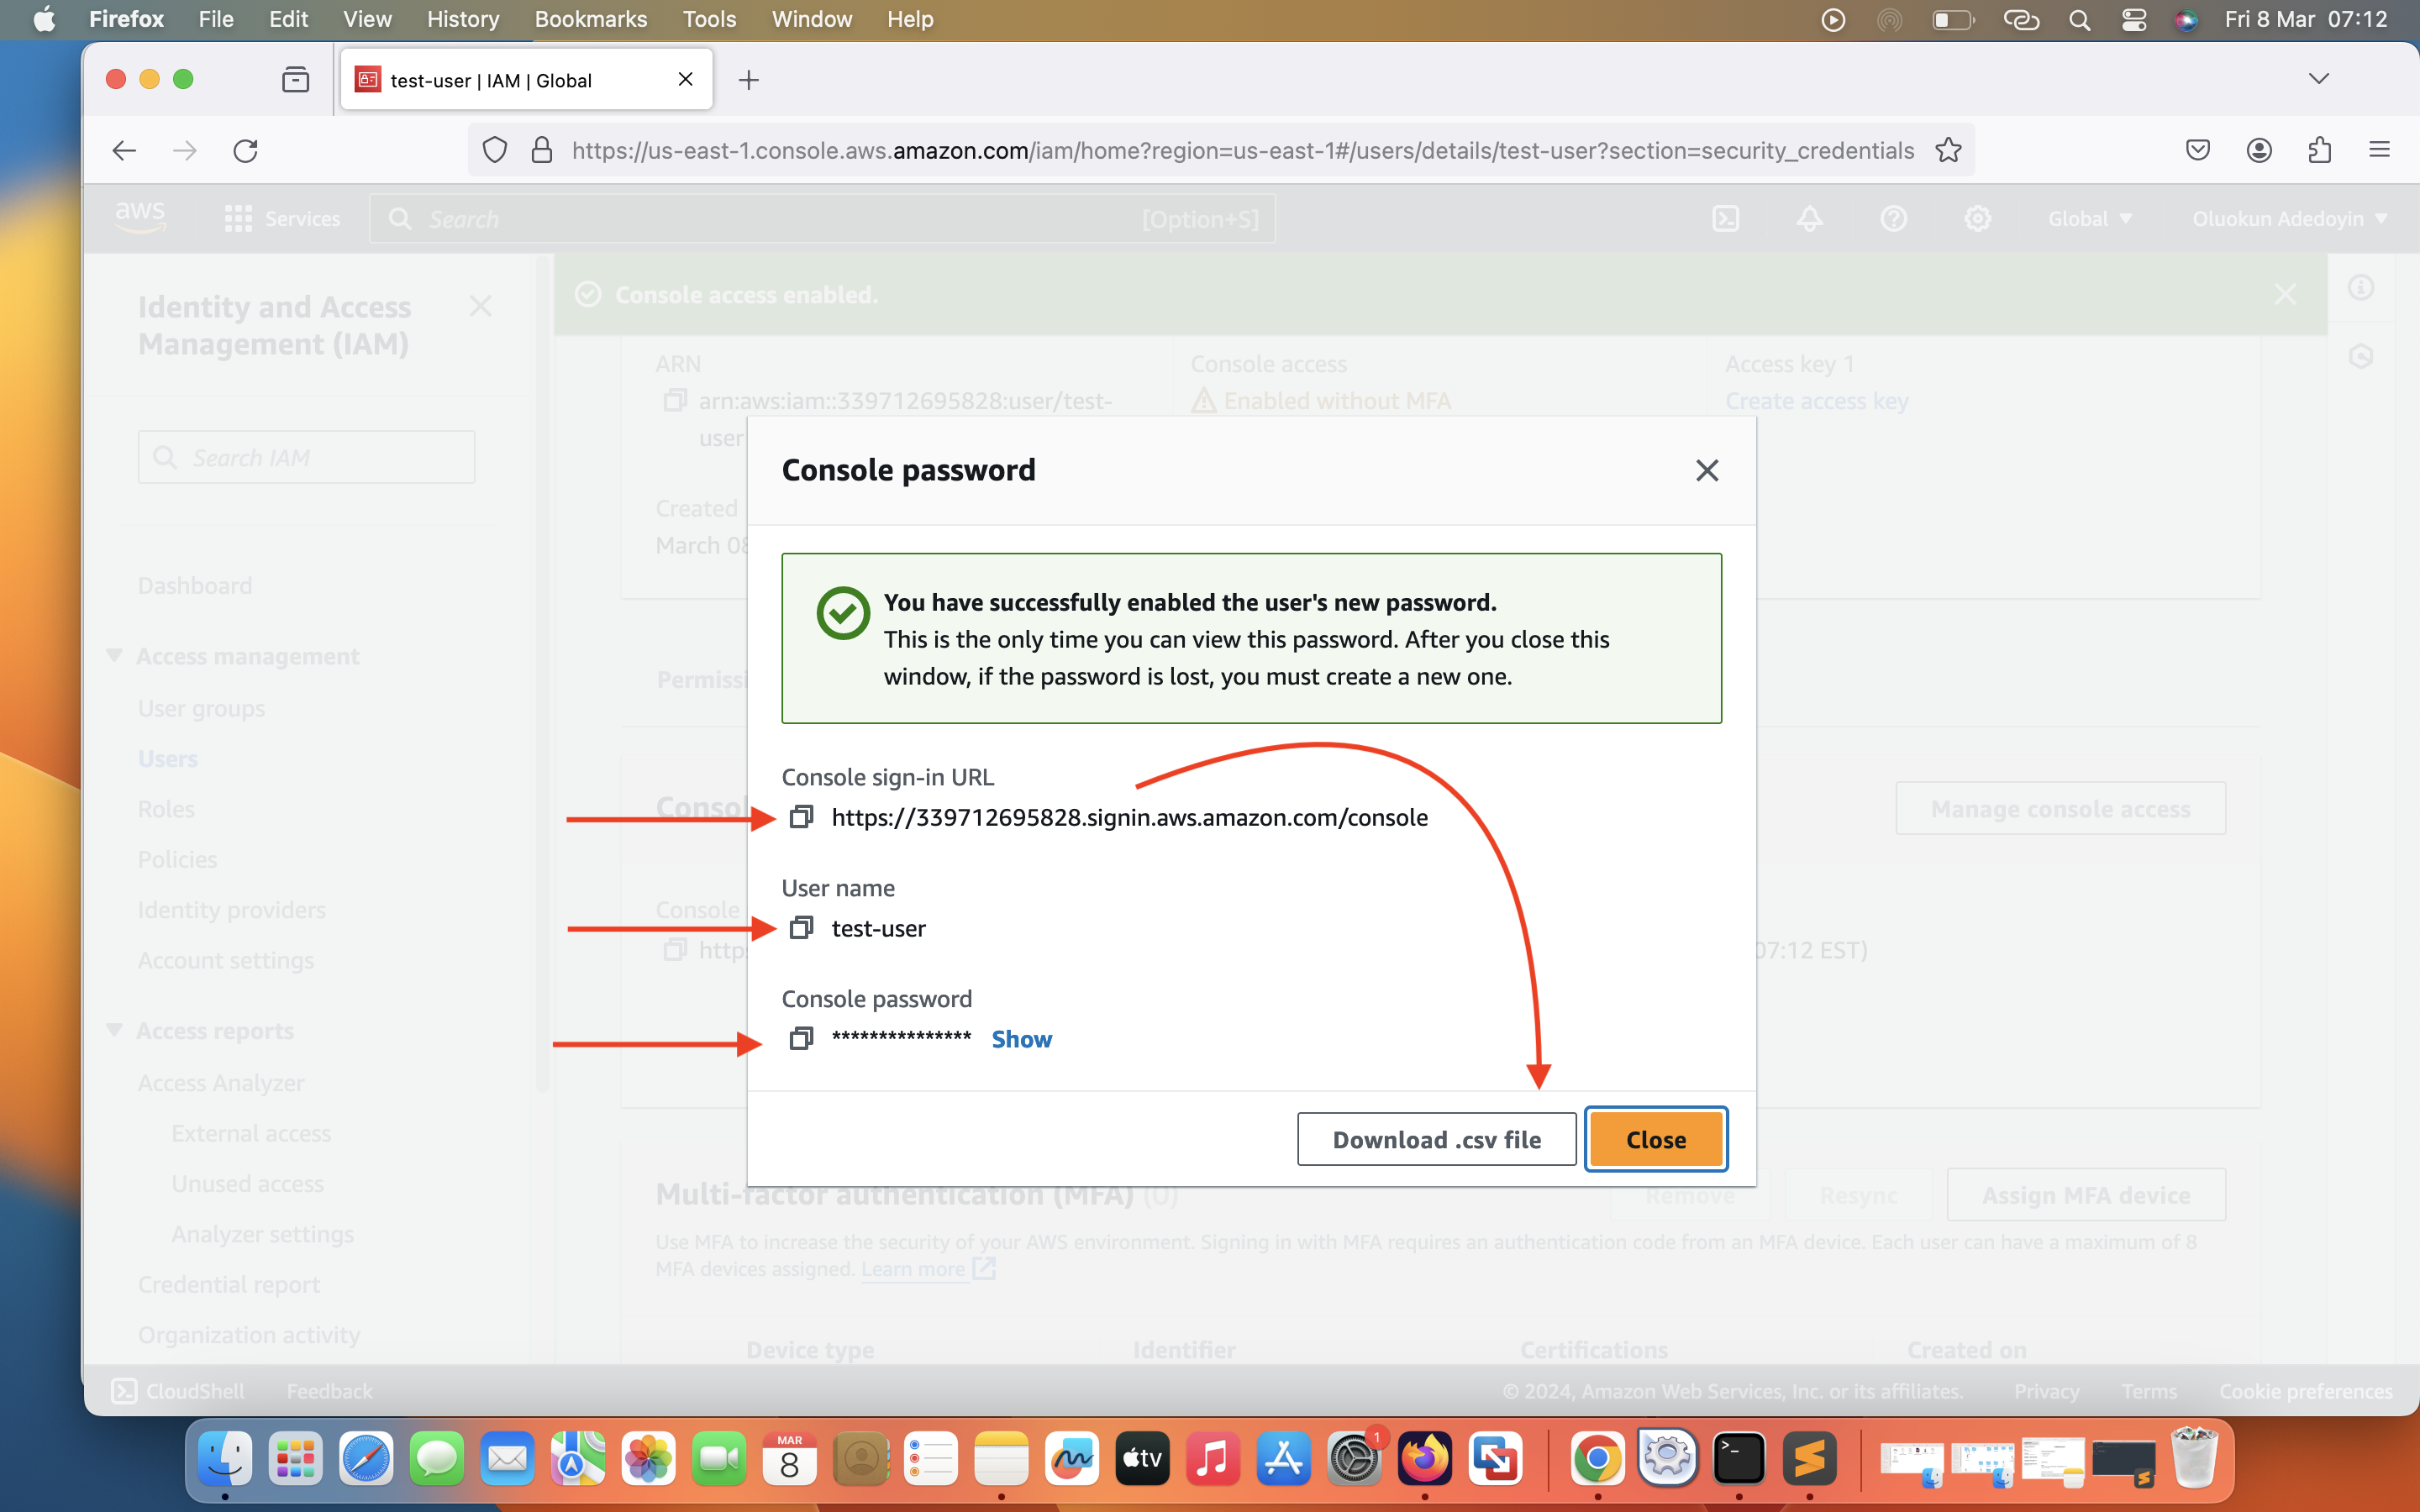 Firefox File Edit View History Bookmarks Tools Window Help Fri 8 Mar 07:12
test-user | IAM | Global
https://us-east-1.console.aws.amazon.com/iam/home?region=us-east-1#/users/details/test-user?section=security_credentials
aws Services Search [Option+S] Global Oluokun Adedoyin
Identity and Access
Management (IAM)
Search IAM
Dashboard
Access management
User groups
Users
Roles
Policies
Identity providers
Account settings
Access reports
Access Analyzer
External access
Unused access
Analyzer settings
Credential report
Organization activity
Console access enabled.
ARN
arn:aws:iam::339712695828:user/test-
user
Console access
Enabled without MFA
Access key 1
Create access key
Created
March 08
Permissi
Consol
Manage console access
Console
http
07:12 EST)
Console password
You have successfully enabled the user's new password.
This is the only time you can view this password. After you close this
window, if the password is lost, you must create a new one.
Console sign-in URL
https://339712695828.signin.aws.amazon.com/console
User name
test-user
Console password
*************** Show
Download .csv file Close
Multi-factor authentication (MFA) (0)
Remove Resync Assign MFA device
Use MFA to increase the security of your AWS environment. Signing in with MFA requires an authentication code from an MFA device. Each user can have a maximum of 8
MFA devices assigned. Learn more
Device type Identifier Certifications Created on
CloudShell Feedback © 2024, Amazon Web Services, Inc. or its affiliates. Privacy Terms Cookie preferences
MAR
8
tv
1